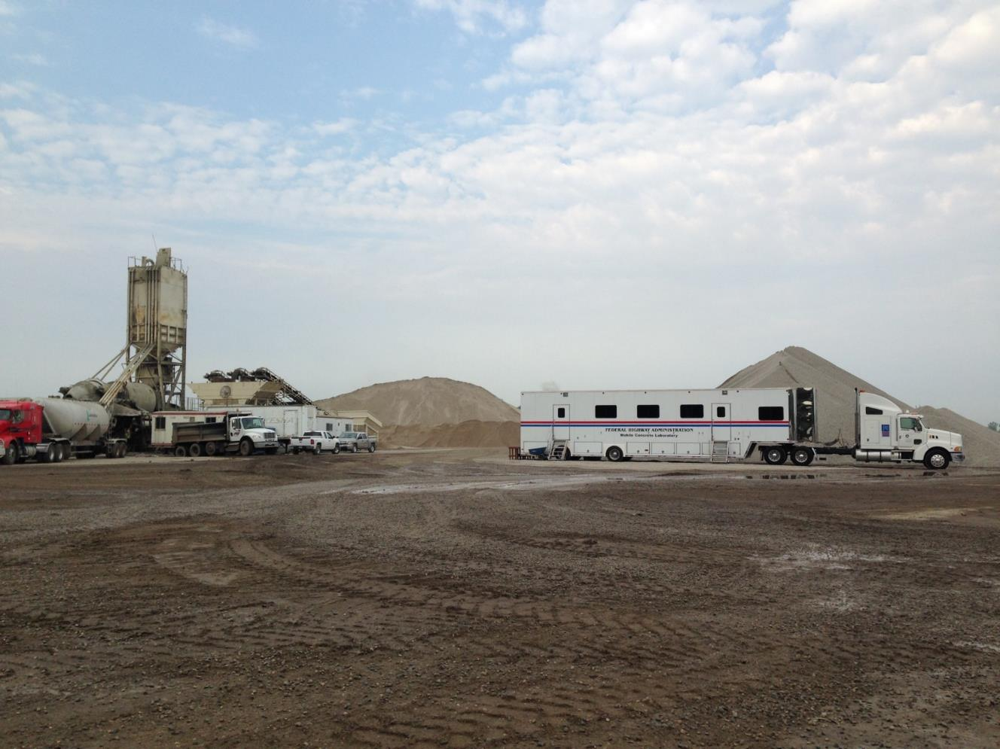 FEDERAL HIGHWAY ADMINISTRATION
Mobile Concrete Laboratory